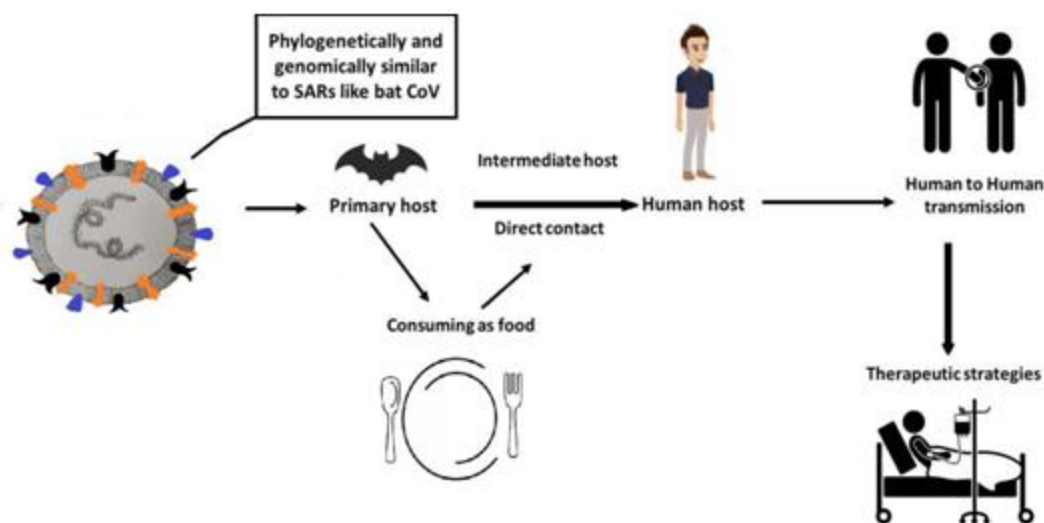 Phylogenetically and
genomically similar
to SARs like bat CoV
Intermediate host
Primary host
Human host
Direct contact
Human to Human
transmission
Consuming as food
Therapeutic strategies